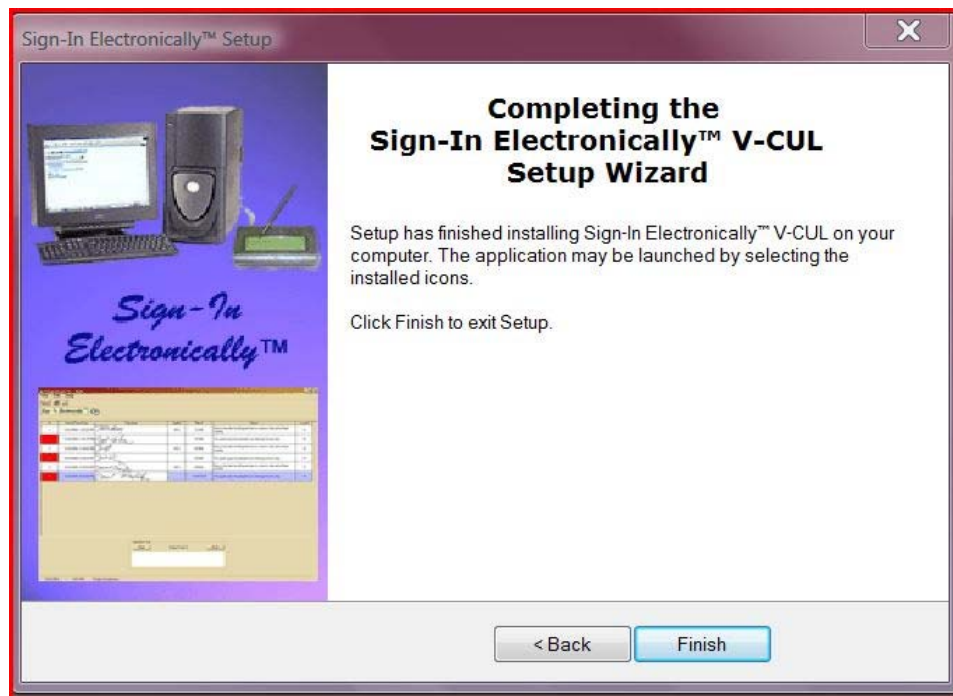 Sign-In Electronically™ Setup
Completing the
Sign-In Electronically™ V-CUL
Setup Wizard
Setup has finished installing Sign-In Electronically™ V-CUL on your
computer. The application may be launched by selecting the
installed icons.
Click Finish to exit Setup.
Sign-In
Electronically™
< Back
Finish